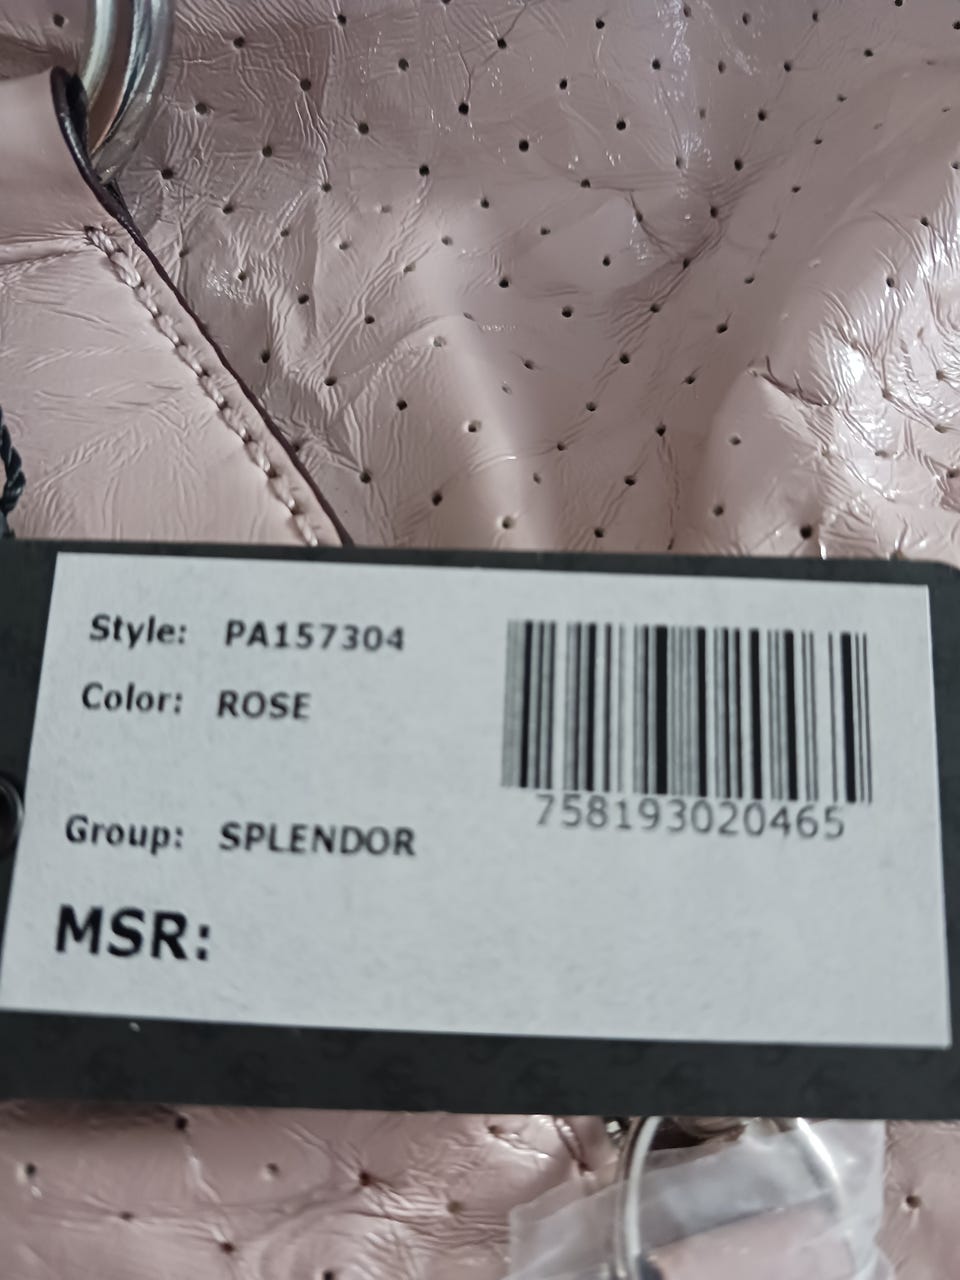 Style: PA157304
Color: ROSE
758193020465
Group: SPLENDOR
MSR: